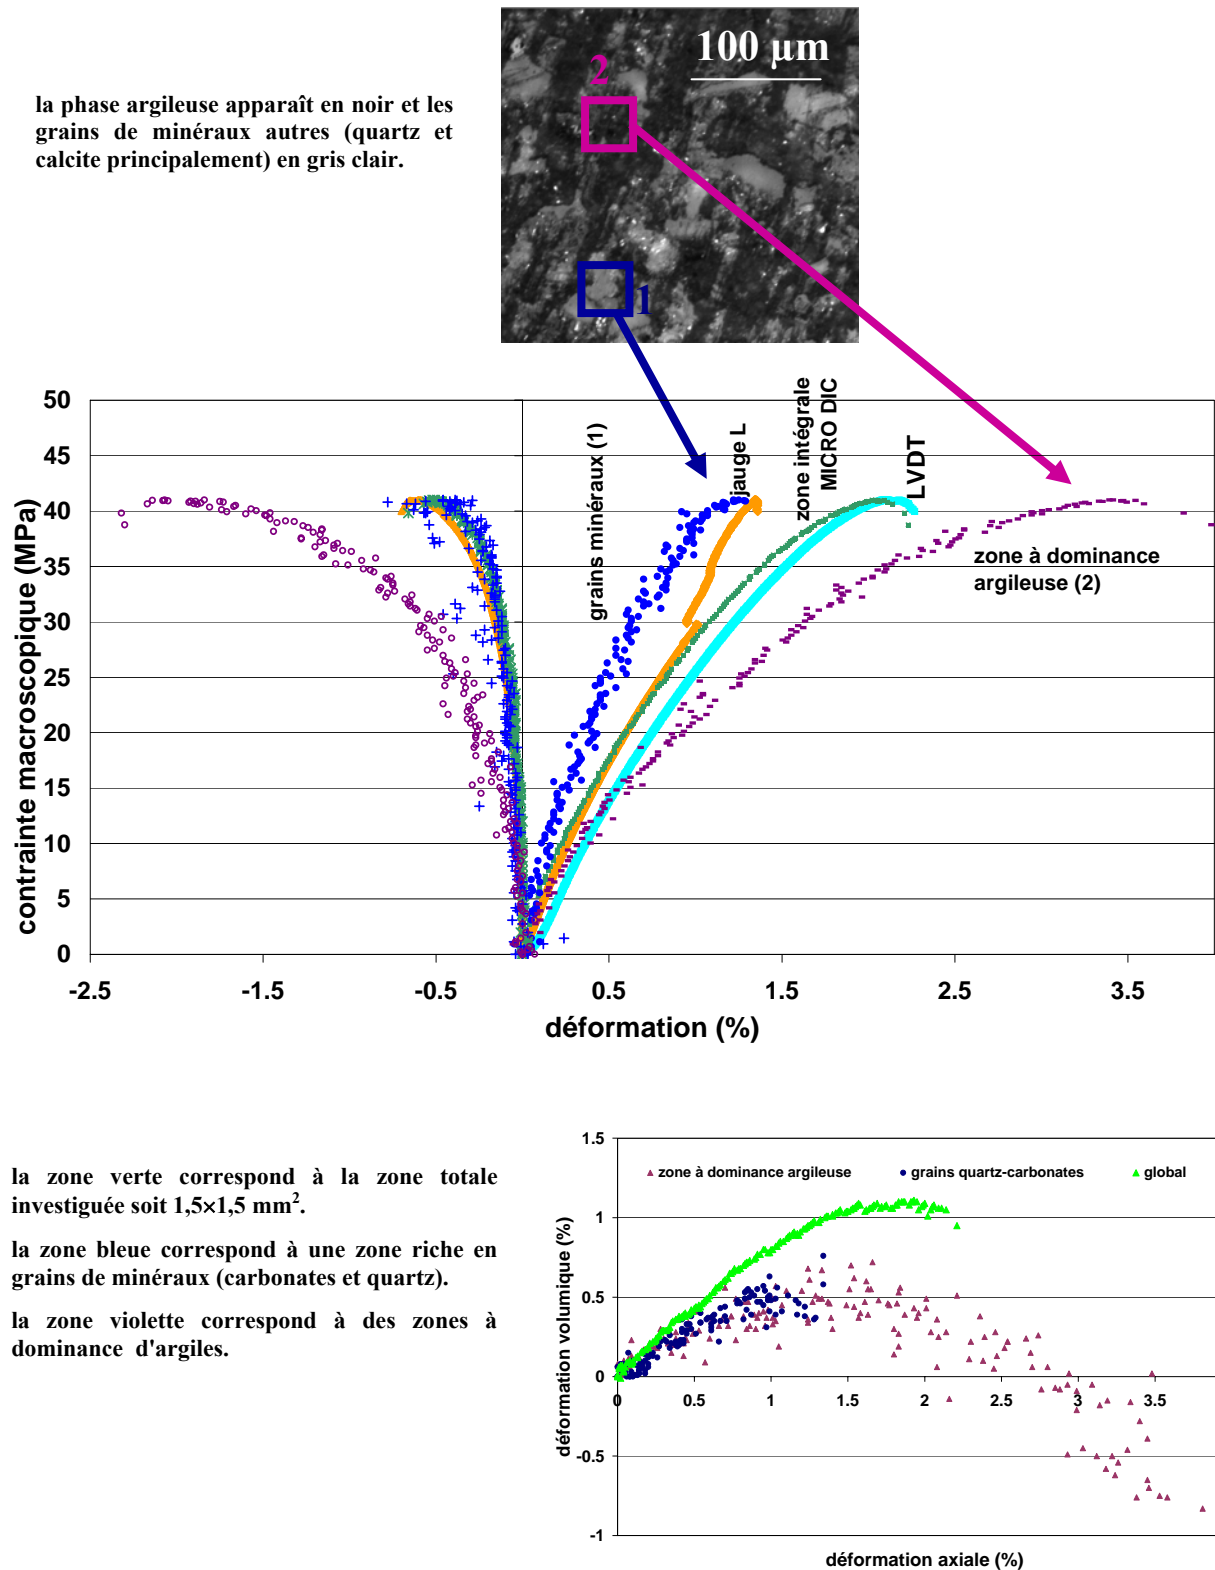 100 µm
2
la phase argileuse apparaît en noir et les
grains de minéraux autres (quartz et
calcite principalement) en gris clair.
1
50
45
40
35
30
25
20
15
10
5
0
contrainte macroscopique (MPa)
grains minéraux (1)
jauge L
zone intégrale
MICRO DIC
LVDT
zone à dominance
argileuse (2)
-2.5 -1.5 -0.5 0.5 1.5 2.5 3.5
déformation (%)
la zone verte correspond à la zone totale
investiguée soit 1,5×1,5 mm².
la zone bleue correspond à une zone riche en
grains de minéraux (carbonates et quartz).
la zone violette correspond à des zones à
dominance d'argiles.
zone à dominance argileuse grains quartz-carbonates global
1.5
1
0.5
0
-0.5
-1
déformation volumique (%)
0 0.5 1 1.5 2 2.5 3 3.5
déformation axiale (%)